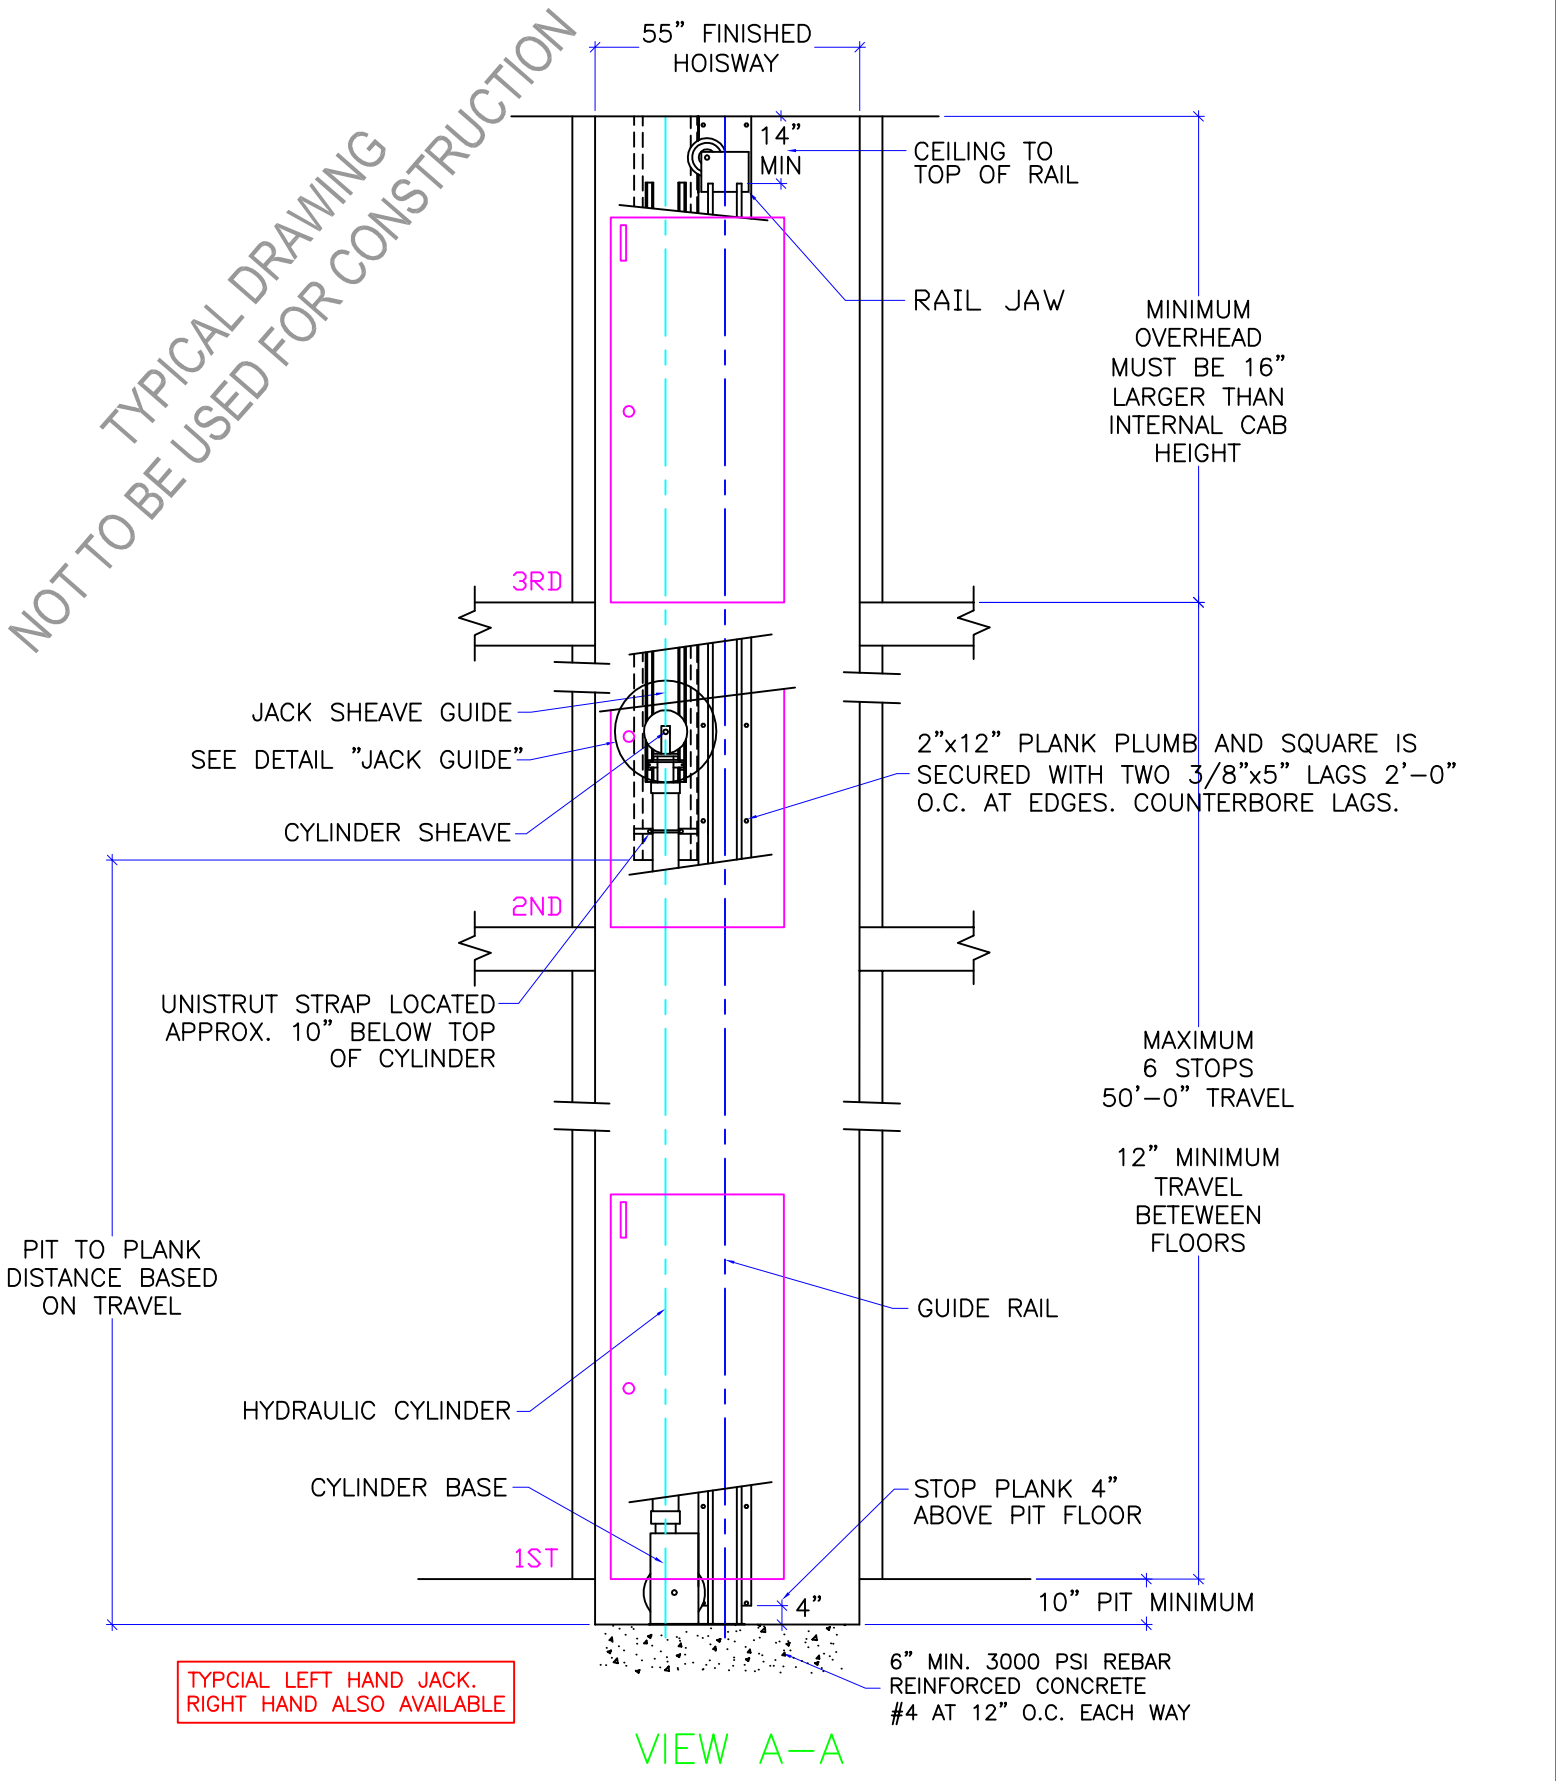 TYPICAL DRAWING
NOT TO BE USED FOR CONSTRUCTION
55" FINISHED
HOISWAY
14"
MIN
CEILING TO
TOP OF RAIL
RAIL JAW
MINIMUM
OVERHEAD
MUST BE 16"
LARGER THAN
INTERNAL CAB
HEIGHT
3RD
JACK SHEAVE GUIDE
SEE DETAIL "JACK GUIDE"
CYLINDER SHEAVE
2"x12" PLANK PLUMB AND SQUARE IS
SECURED WITH TWO 3/8"x5" LAGS 2'-0"
O.C. AT EDGES. COUNTERBORE LAGS.
2ND
UNISTRUT STRAP LOCATED
APPROX. 10" BELOW TOP
OF CYLINDER
MAXIMUM
6 STOPS
50'-0" TRAVEL
12" MINIMUM
TRAVEL
BETEWEEN
FLOORS
PIT TO PLANK
DISTANCE BASED
ON TRAVEL
GUIDE RAIL
HYDRAULIC CYLINDER
CYLINDER BASE
STOP PLANK 4"
ABOVE PIT FLOOR
1ST
4"
10" PIT MINIMUM
6" MIN. 3000 PSI REBAR
REINFORCED CONCRETE
#4 AT 12" O.C. EACH WAY
TYPCIAL LEFT HAND JACK.
RIGHT HAND ALSO AVAILABLE
VIEW A-A